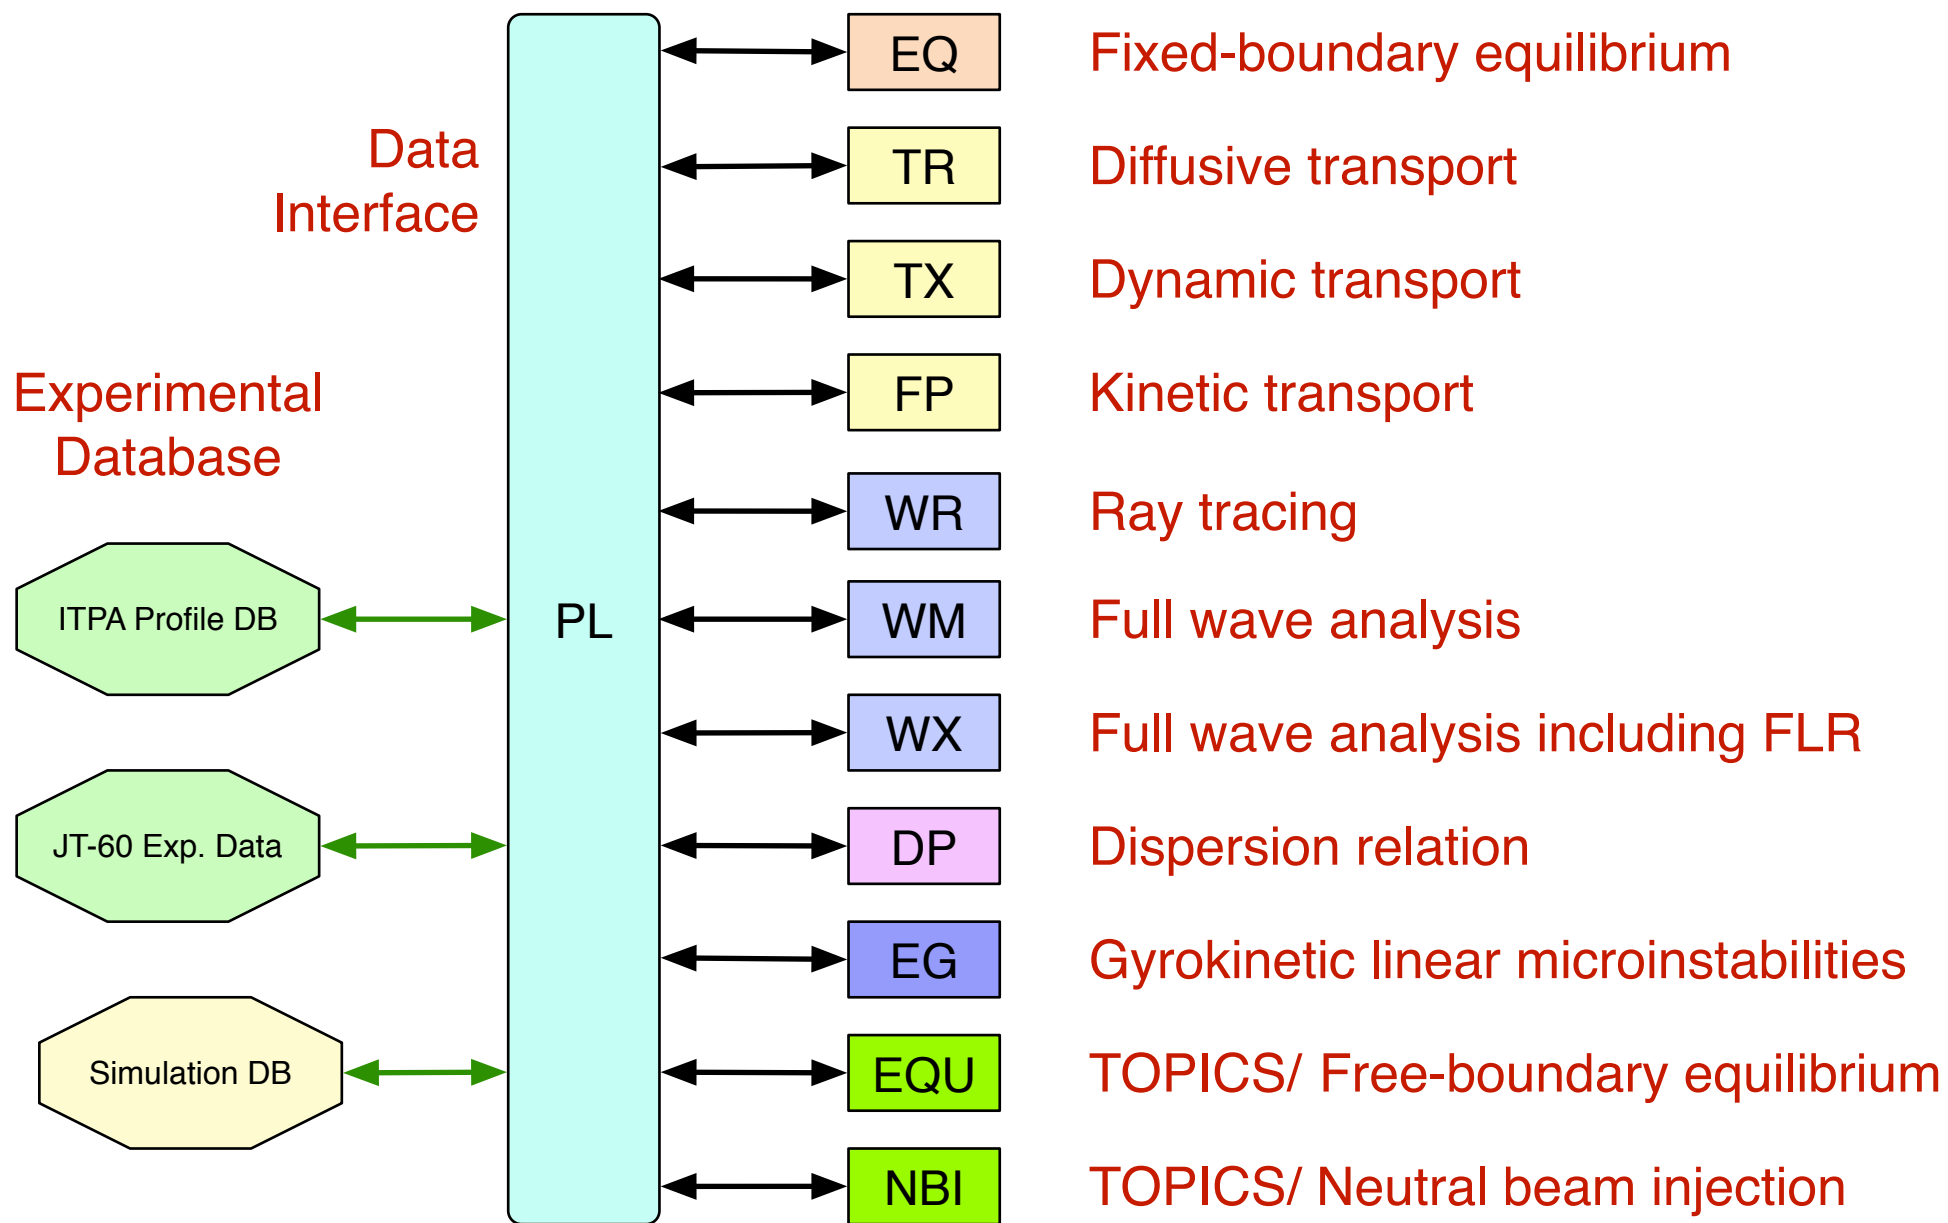 EQ Fixed-boundary equilibrium
Data
Interface
TR Diffusive transport
TX Dynamic transport
Experimental
Database
FP Kinetic transport
WR Ray tracing
ITPA Profile DB
PL
WM Full wave analysis
WX Full wave analysis including FLR
JT-60 Exp. Data
DP Dispersion relation
EG Gyrokinetic linear microinstabilities
Simulation DB
EQU TOPICS/ Free-boundary equilibrium
NBI TOPICS/ Neutral beam injection